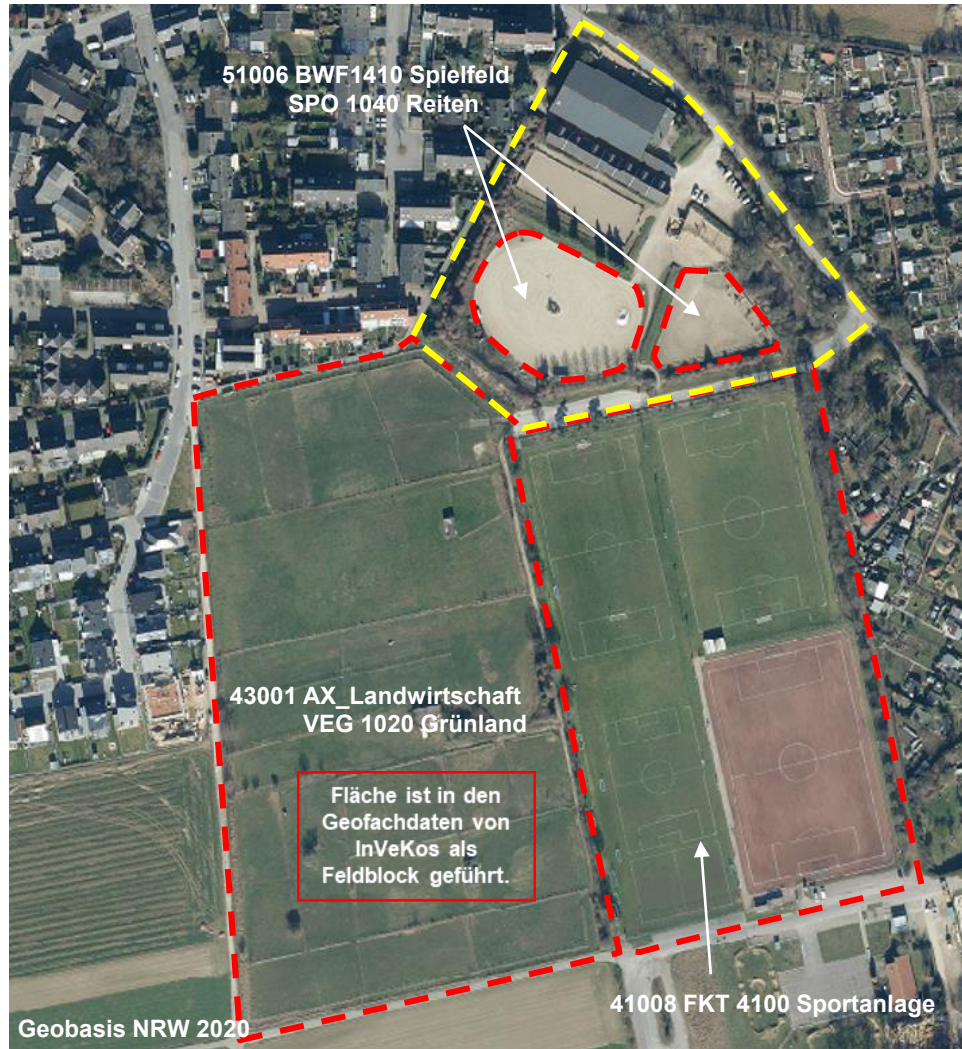 51006 BWF1410 Spielfeld
SPO 1040 Reiten
43001 AX_Landwirtschaft
VEG 1020 Grünland
Fläche ist in den
Geofachdaten von
InVeKos als
Feldblock geführt.
41008 FKT 4100 Sportanlage
Geobasis NRW 2020